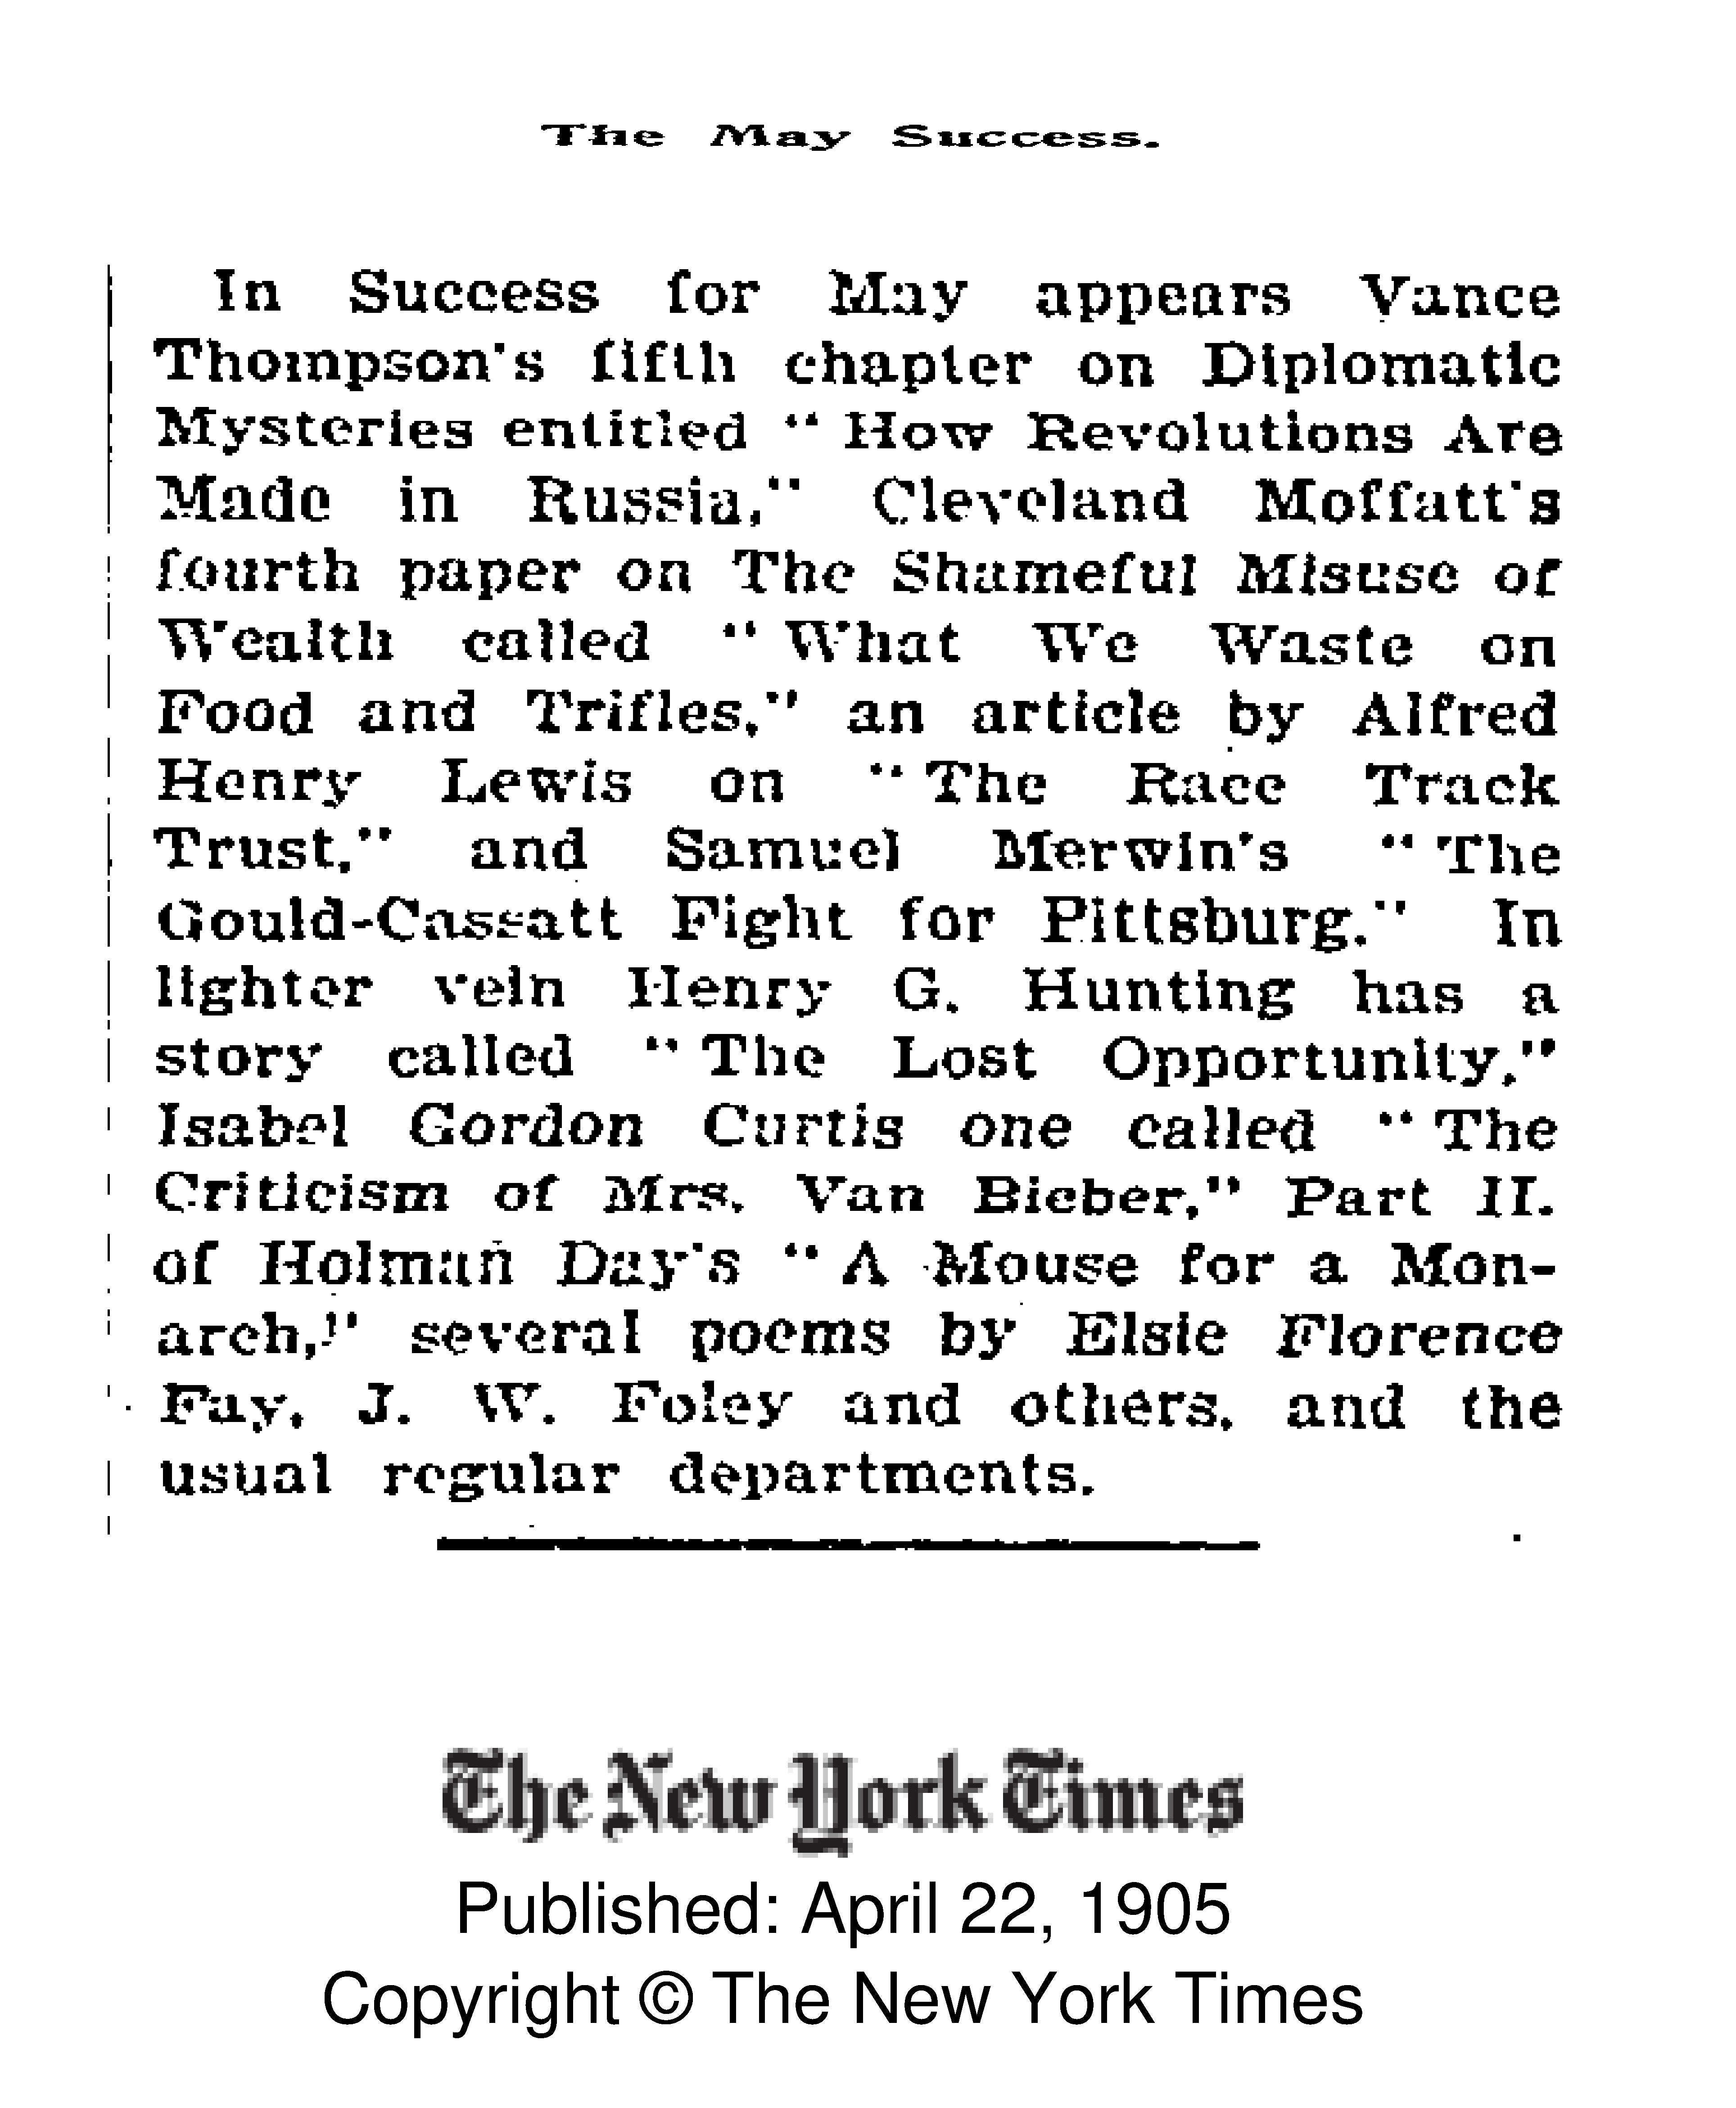 The May Success.
In Success for May appears Vance
Thompson's fifth chapter on Diplomatic
Mysteries entitled "How Revolutions Are
Made in Russia," Cleveland Moffatt's
fourth paper on The Shameful Misuse of
Wealth called "What We Waste on
Food and Trifles," an article by Alfred
Henry Lewis on "The Race Track
Trust," and Samuel Merwin's "The
Gould-Cassatt Fight for Pittsburg." In
lighter vein Henry G. Hunting has a
story called "The Lost Opportunity,"
Isabel Gordon Curtis one called "The
Criticism of Mrs. Van Bieber," Part II.
of Holman Day's "A Mouse for a Mon-
arch," several poems by Elsie Florence
Fay, J. W. Foley and others, and the
usual regular departments.
The New York Times
Published: April 22, 1905
Copyright © The New York Times